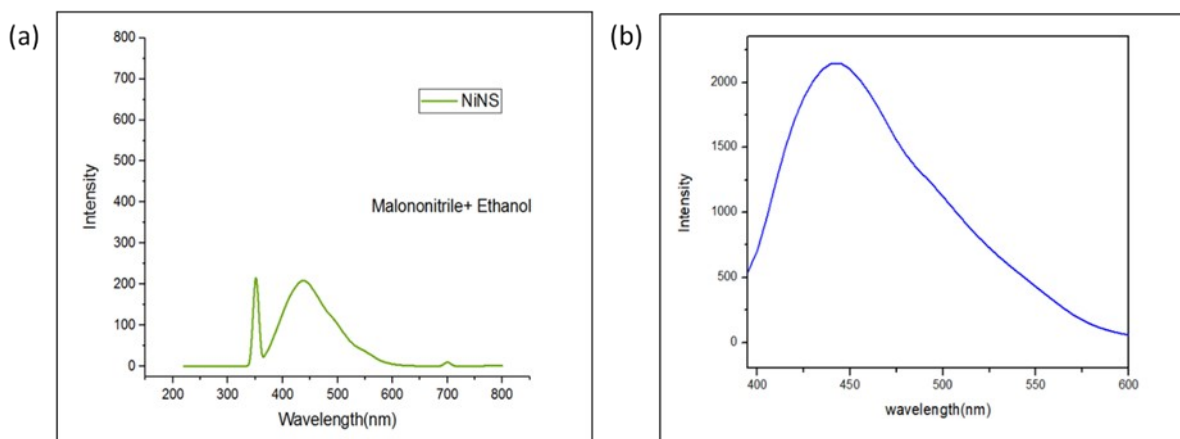 (a)
800
700
600
500
400
300
200
100
0
Intensity
NiNS
Malononitrile+ Ethanol
200 300 400 500 600 700 800
Wavelength(nm)
(b)
2000
1500
1000
500
0
Intensity
400 450 500 550 600
wavelength(nm)